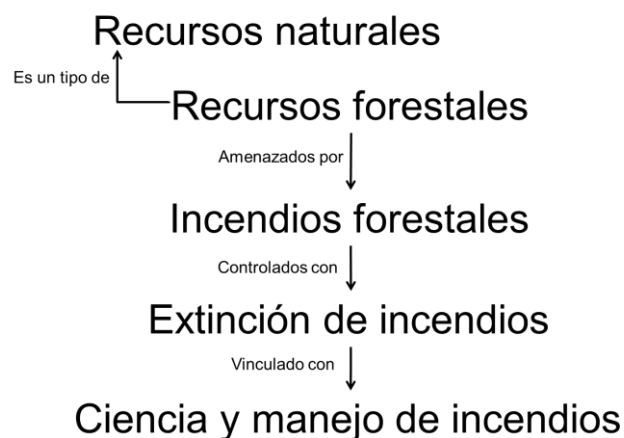 Recursos naturales
Es un tipo de
Recursos forestales
Amenazados por
Incendios forestales
Controlados con
Extinción de incendios
Vinculado con
Ciencia y manejo de incendios